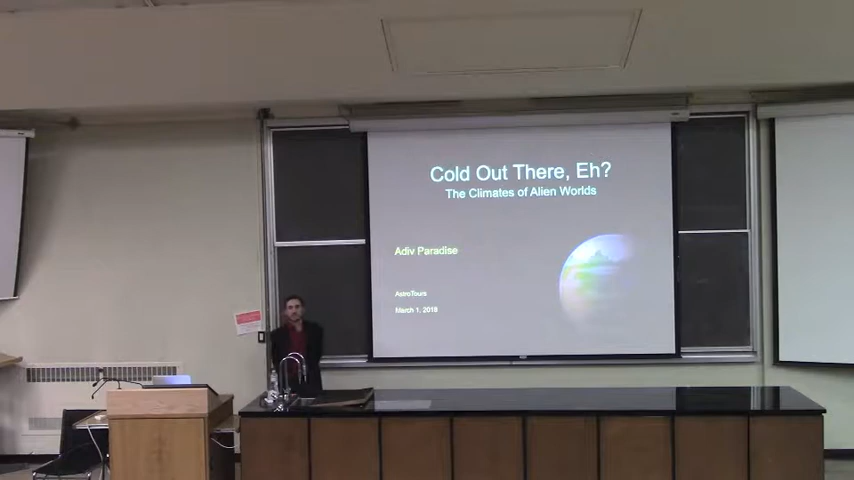 Cold Out There, Eh?
The Climates of Alien Worlds
Adiv Paradise
AstroTours
March 1, 2018